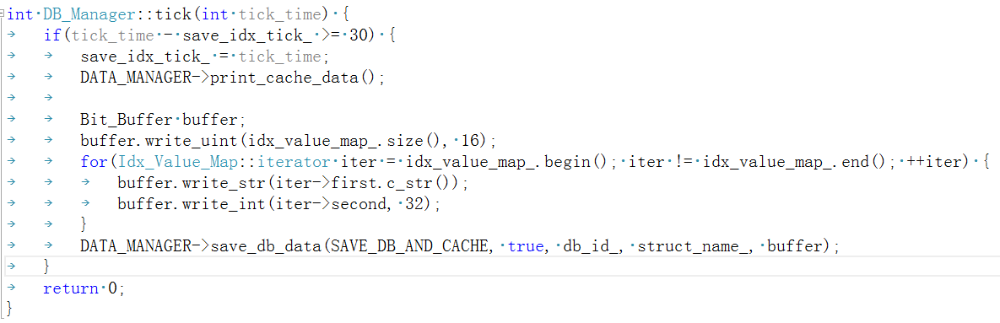 int DB_Manager::tick(int tick_time) {
if(tick_time - save_idx_tick_ >= 30) {
save_idx_tick_ = tick_time;
DATA_MANAGER->print_cache_data();
Bit_Buffer buffer;
buffer.write_uint(idx_value_map_.size(), 16);
for(Idx_Value_Map::iterator iter = idx_value_map_.begin(); iter != idx_value_map_.end(); ++iter) {
buffer.write_str(iter->first.c_str());
buffer.write_int(iter->second, 32);
}
DATA_MANAGER->save_db_data(SAVE_DB_AND_CACHE, true, db_id_, struct_name_, buffer);
}
return 0;
}